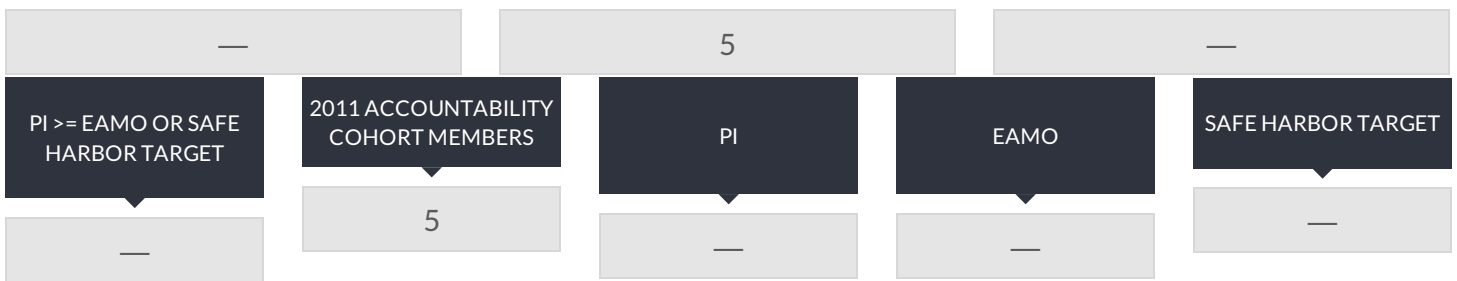 — 5 —
PI >= EAMO OR SAFE
HARBOR TARGET
2011 ACCOUNTABILITY
COHORT MEMBERS
PI
EAMO
SAFE HARBOR TARGET
— 5 — — —